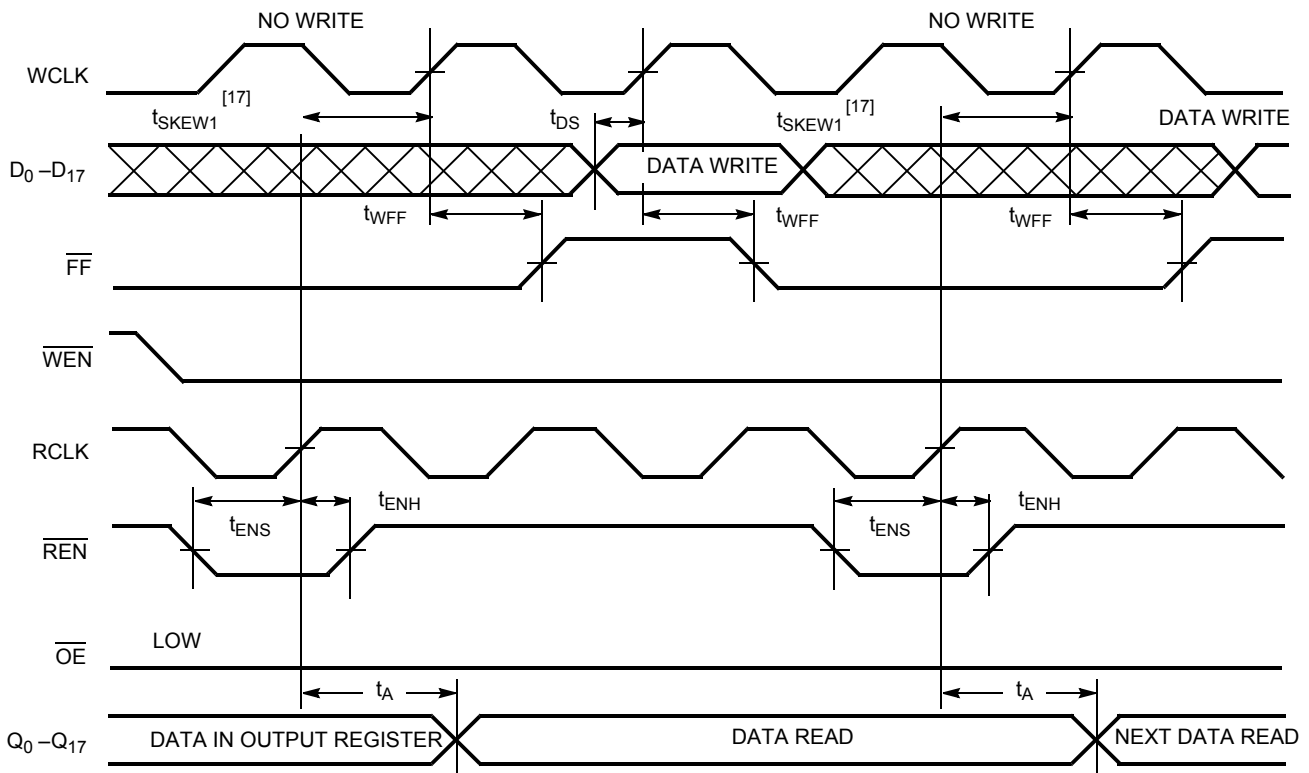 NO WRITE NO WRITE
WCLK
tSKEW1 [17] tDS tSKEW1 [17] DATA WRITE
D0 –D17 DATA WRITE
tWFF tWFF tWFF
FF
WEN
RCLK
tENS tENH tENS tENH
REN
LOW
OE
tA tA
Q0 –Q17 DATA IN OUTPUT REGISTER DATA READ NEXT DATA READ